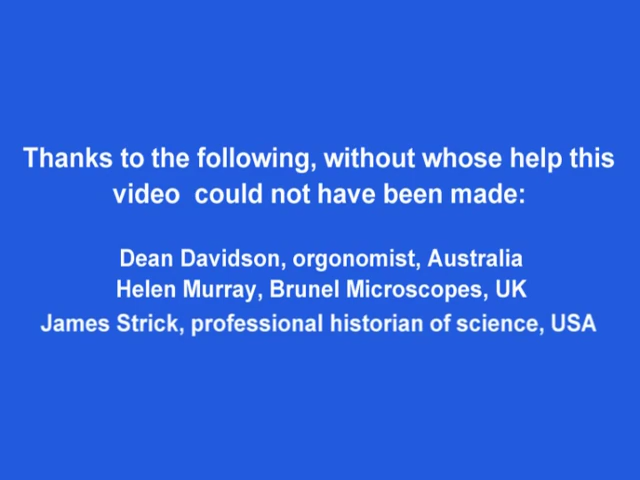 Thanks to the following, without whose help this
video could not have been made:
Dean Davidson, orgonomist, Australia
Helen Murray, Brunel Microscopes, UK
James Strick, professional historian of science, USA